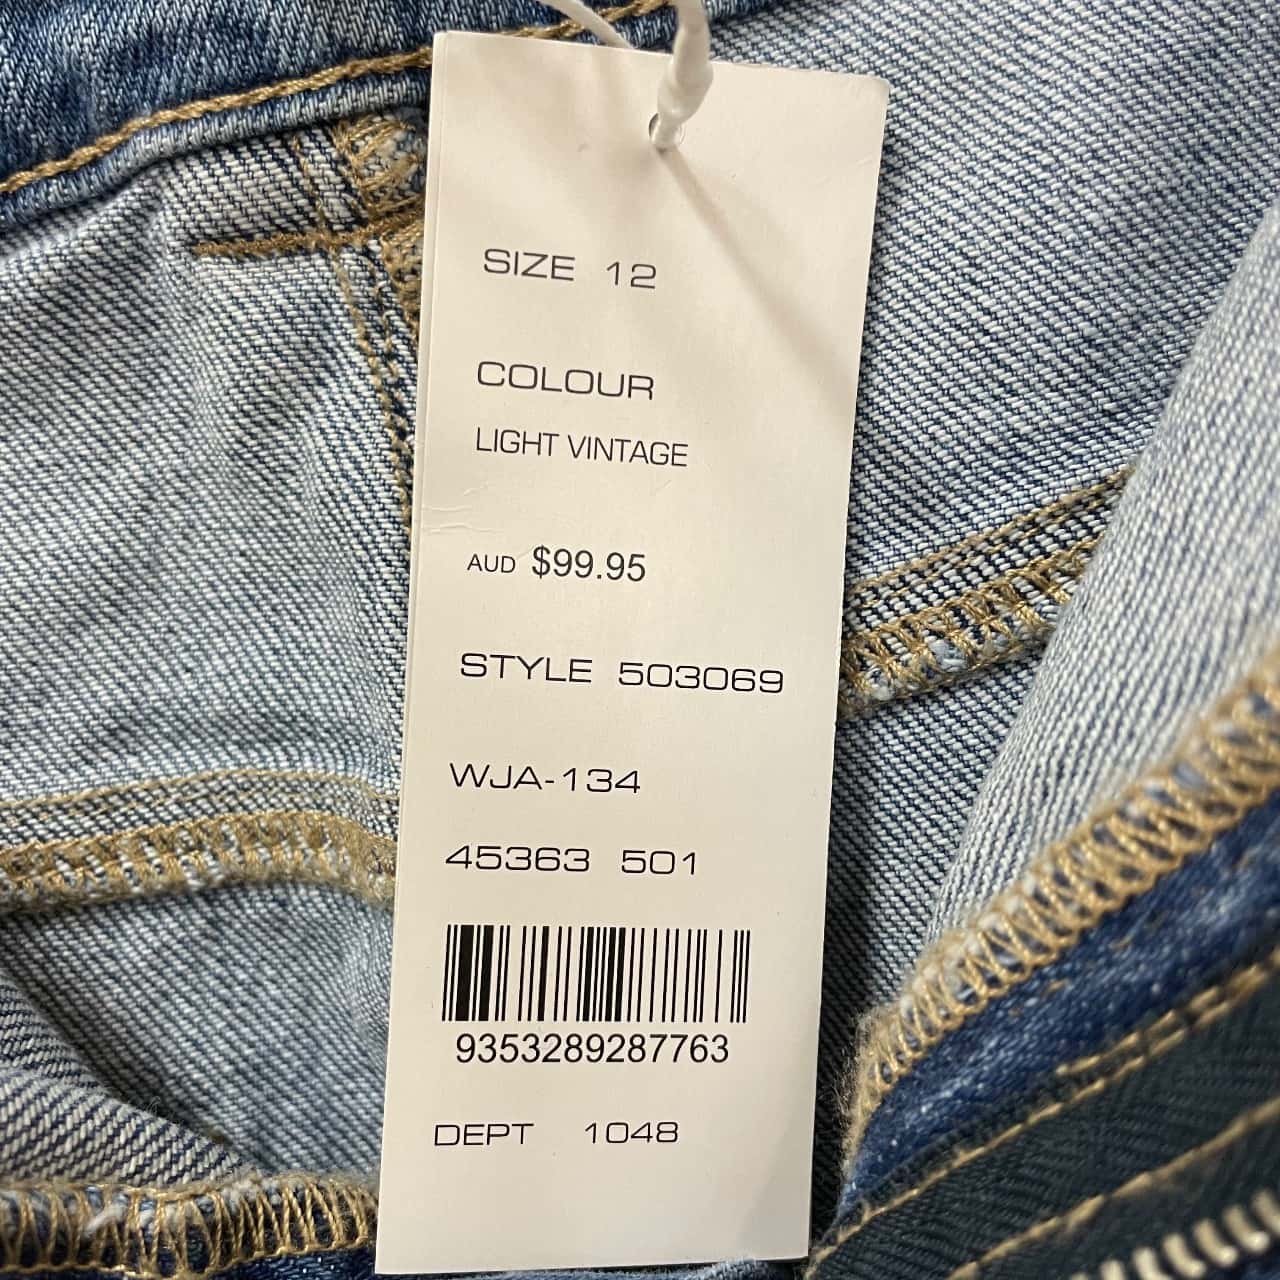 SIZE 12
COLOUR
LIGHT VINTAGE
AUD $99.95
STYLE 503069
WJA-134
45363 501
9353289287763
DEPT 1048